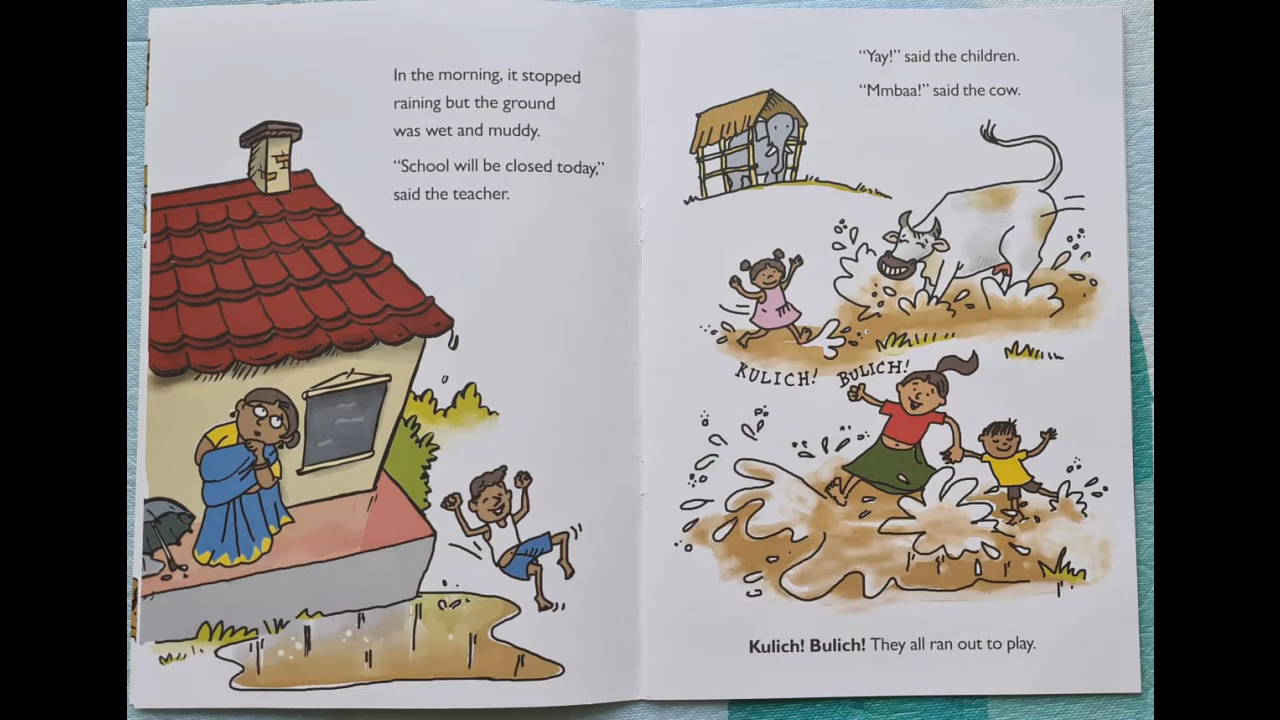 In the morning, it stopped
raining but the ground
was wet and muddy.
“School will be closed today,”
said the teacher.
“Yay!” said the children.
“Mmbaa!” said the cow.
KULICH! BULICH!
Kulich! Bulich! They all ran out to play.